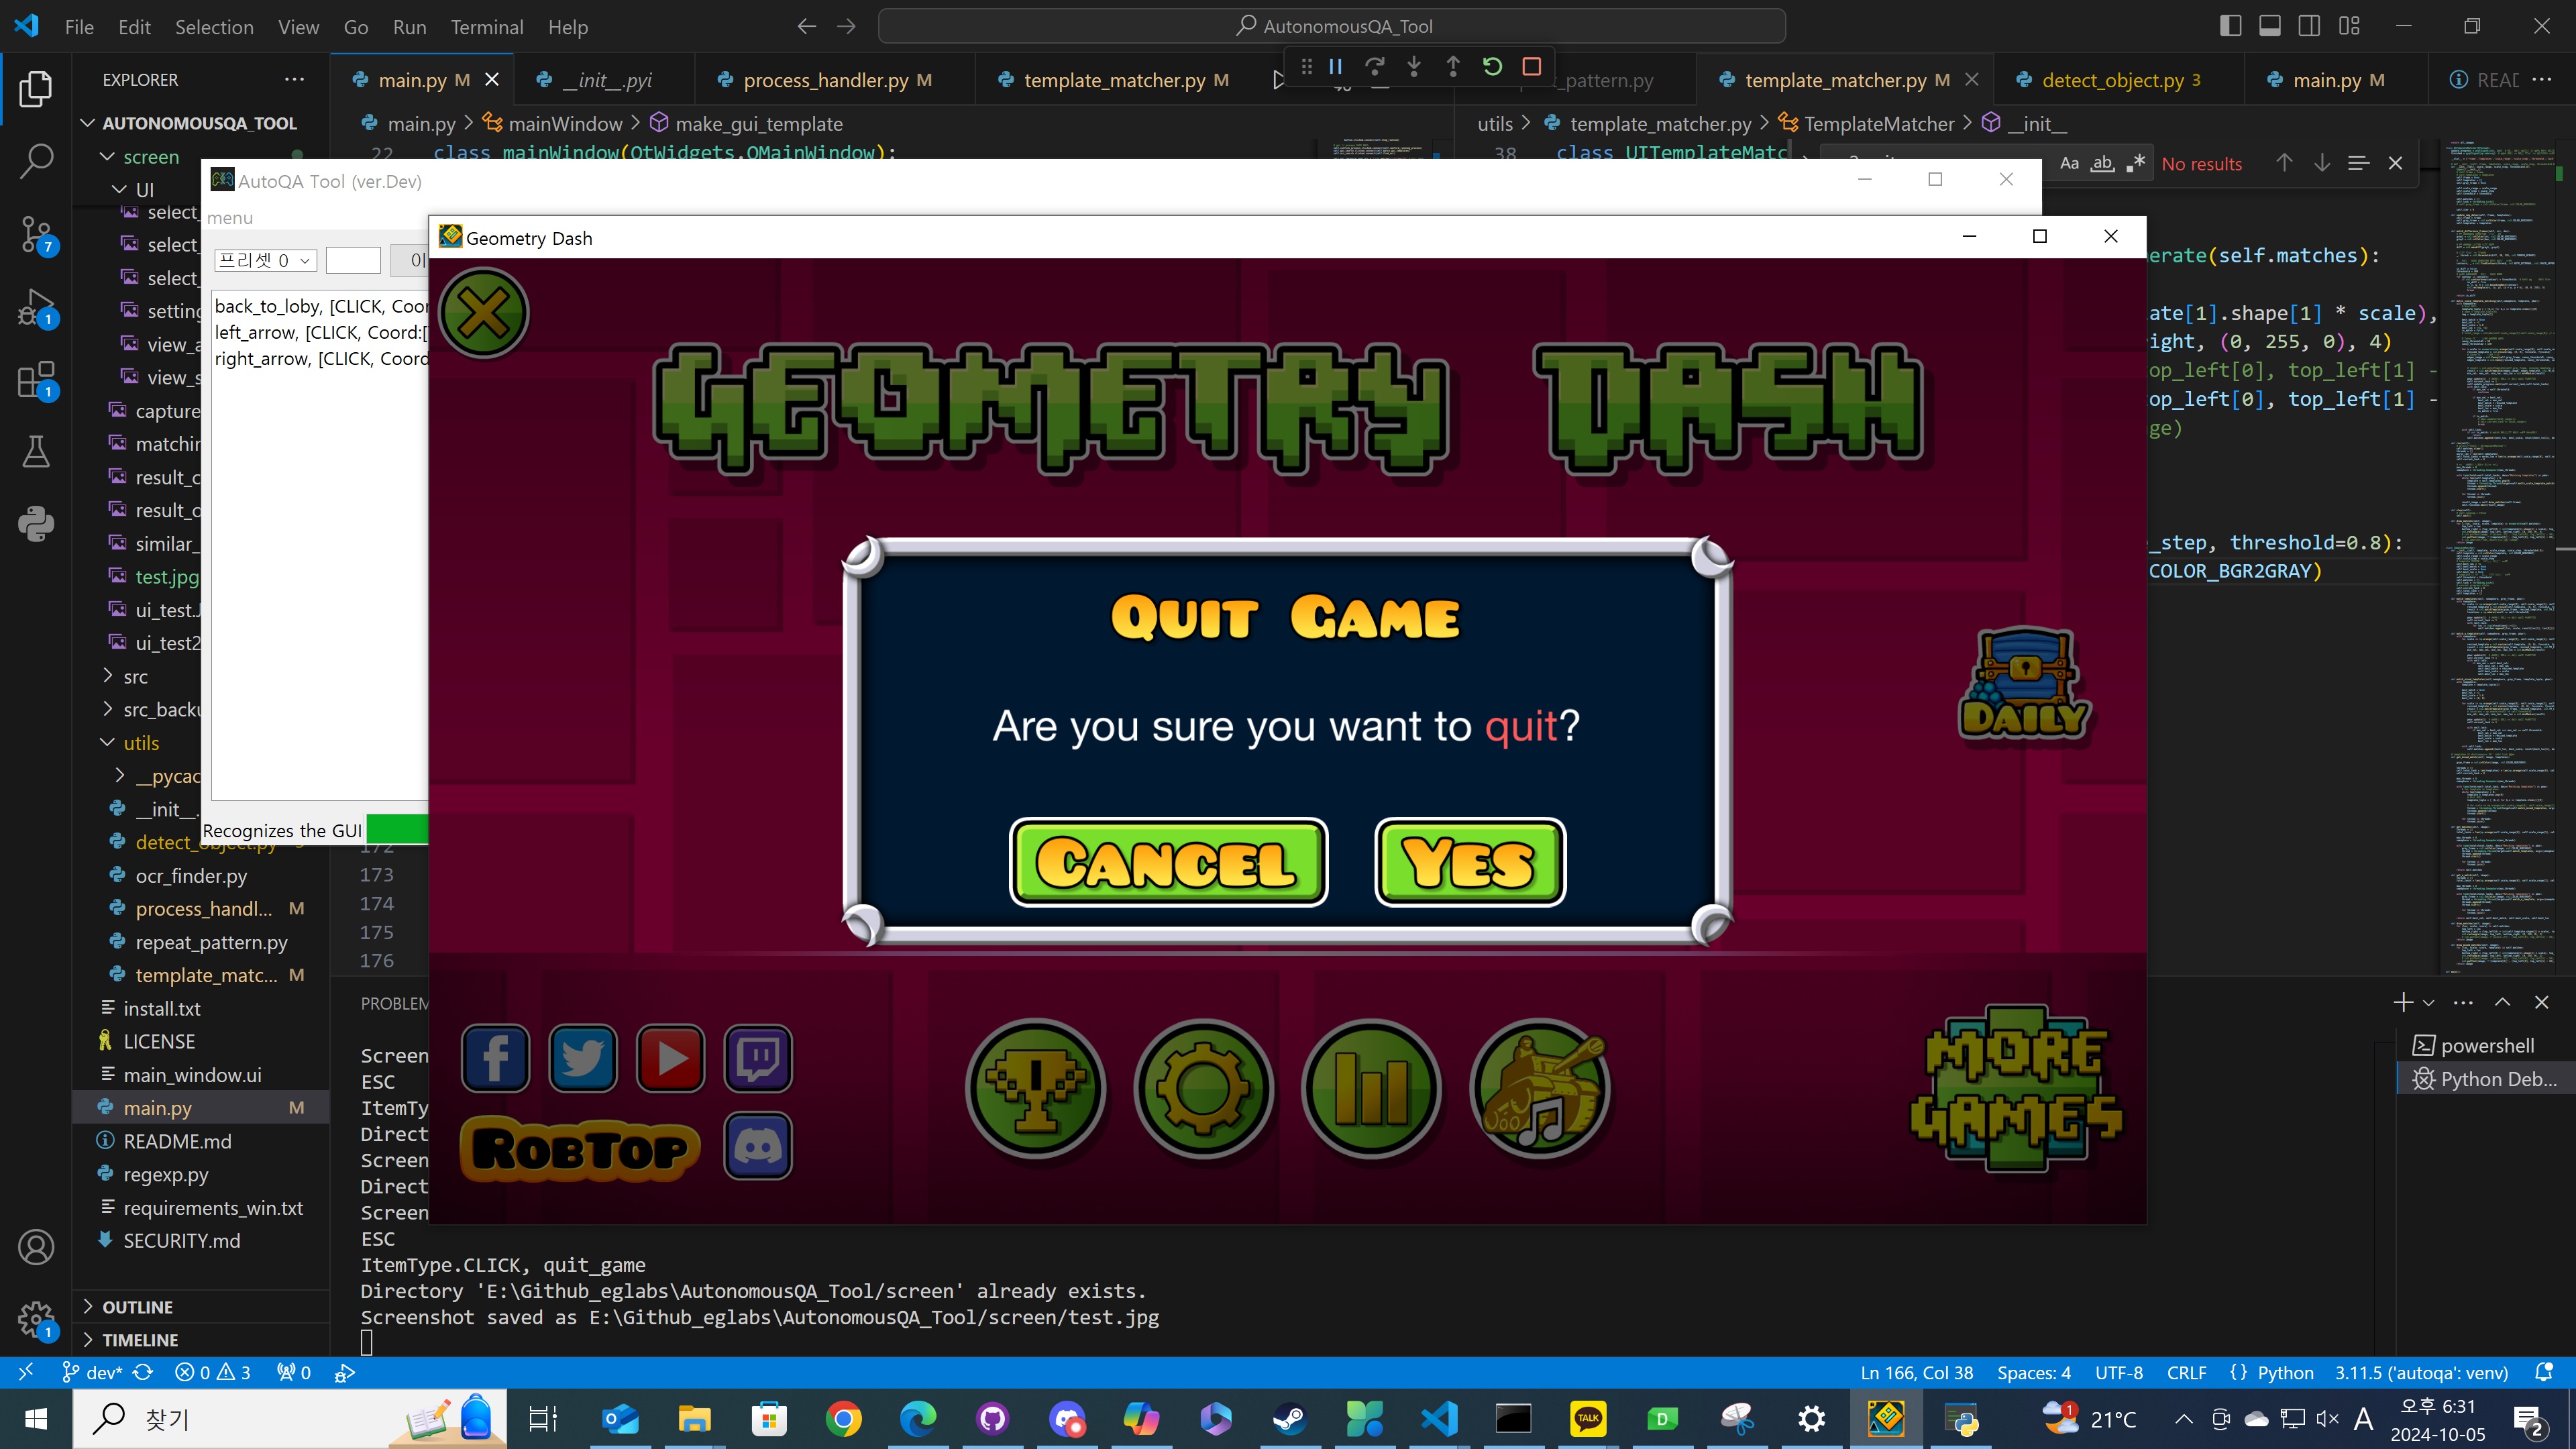 File Edit Selection View Go Run Terminal Help
AutonomousQA_Tool
EXPLORER
main.py M
__init__.pyi
process_handler.py M
template_matcher.py M
_pattern.py
template_matcher.py M
detect_object.py 3
main.py M
READ
AUTONOMOUSQA_TOOL
main.py > mainWindow > make_gui_template
utils > template_matcher.py > TemplateMatcher > __init__
22 class mainWindow(QtWidgets.QMainWindow):
38 class UITemplateMatc
Aa ab No results
screen
UI
select_
select_
select_
setting
view_a
view_s
capture
matchin
result_c
result_c
similar_
test.jpg
ui_test.
ui_test2
src
src_backu
utils
__pycac
__init__.
detect_object.py
ocr_finder.py
process_handl... M
repeat_pattern.py
template_matc... M
install.txt
LICENSE
main_window.ui
main.py M
README.md
regexp.py
requirements_win.txt
SECURITY.md
OUTLINE
TIMELINE
AutoQA Tool (ver.Dev)
menu
프리셋 0
back_to_loby, [CLICK, Coor
left_arrow, [CLICK, Coord:[
right_arrow, [CLICK, Coord
Recognizes the GUI
Geometry Dash
GEOMETRY DASH
QUIT GAME
Are you sure you want to quit?
CANCEL YES
DAILY
ROBTOP
MORE GAMES
erate(self.matches):
ate[1].shape[1] * scale),
ight, (0, 255, 0), 4)
op_left[0], top_left[1] -
op_left[0], top_left[1] -
ge)
_step, threshold=0.8):
COLOR_BGR2GRAY)
172
173
174
175
176
PROBLEM
Screen
ESC
ItemTy
Direct
Screen
Direct
Screen
ESC
ItemType.CLICK, quit_game
Directory 'E:\Github_eglabs\AutonomousQA_Tool/screen' already exists.
Screenshot saved as E:\Github_eglabs\AutonomousQA_Tool/screen/test.jpg
powershell
Python Deb...
dev* 0 3 0
Ln 166, Col 38 Spaces: 4 UTF-8 CRLF {} Python 3.11.5 ('autoqa': venv)
찾기
TALK
21°C
A
오후 6:31
2024-10-05
2